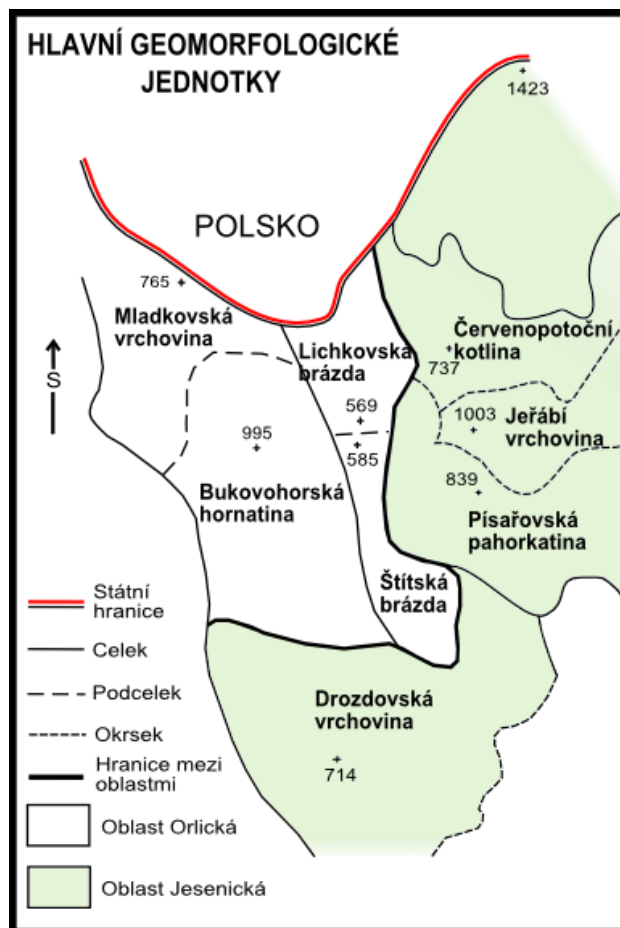 HLAVNÍ GEOMORFOLOGICKÉ
JEDNOTKY
1423
POLSKO
765
Mladkovská
vrchovina
Lichkovská
brázda
Červenopotoční
kotlina
737
S
569
1003
Jeřábí
vrchovina
995
585
839
Bukovohorská
hornatina
Písařovská
pahorkatina
Štítská
brázda
Státní
hranice
Celek
Podcelek
Drozdovská
vrchovina
Okrsek
Hranice mezi
oblastmi
714
Oblast Orlická
Oblast Jesenická